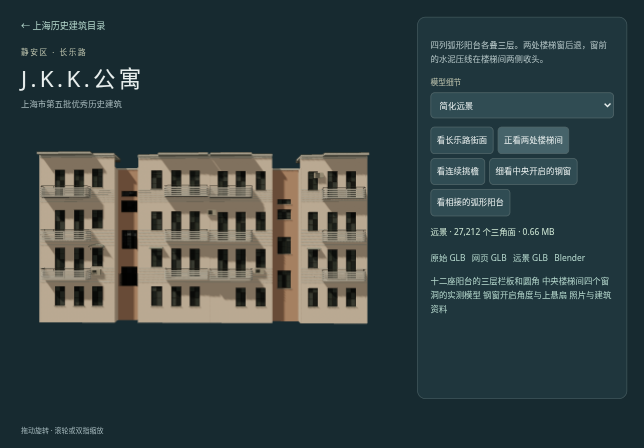 ← 上海历史建筑目录
静安区 · 长乐路
J.K.K.公寓
上海市第五批优秀历史建筑
四列弧形阳台各叠三层。两处楼梯窗后退，窗前
的水泥压线在楼梯间两侧收头。
模型细节
简化远景
看长乐路街面
正看两处楼梯间
看连续挑檐
细看中央开启的钢窗
看相接的弧形阳台
远景 · 27,212 个三角面 · 0.66 MB
原始 GLB 网页 GLB 远景 GLB Blender
十二座阳台的三层栏板和圆角 中央楼梯间四个窗
洞的实测模型 钢窗开启角度与上悬扇 照片与建筑
资料
拖动旋转 · 滚轮或双指缩放